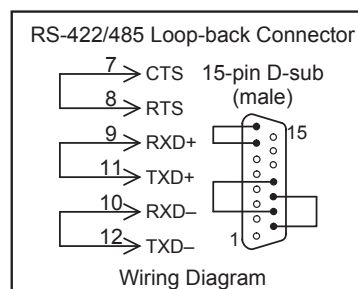 RS-422/485 Loop-back Connector
7 CTS
8 RTS
9 RXD+
11 TXD+
10 RXD–
12 TXD–
15-pin D-sub
(male)
15
1
Wiring Diagram